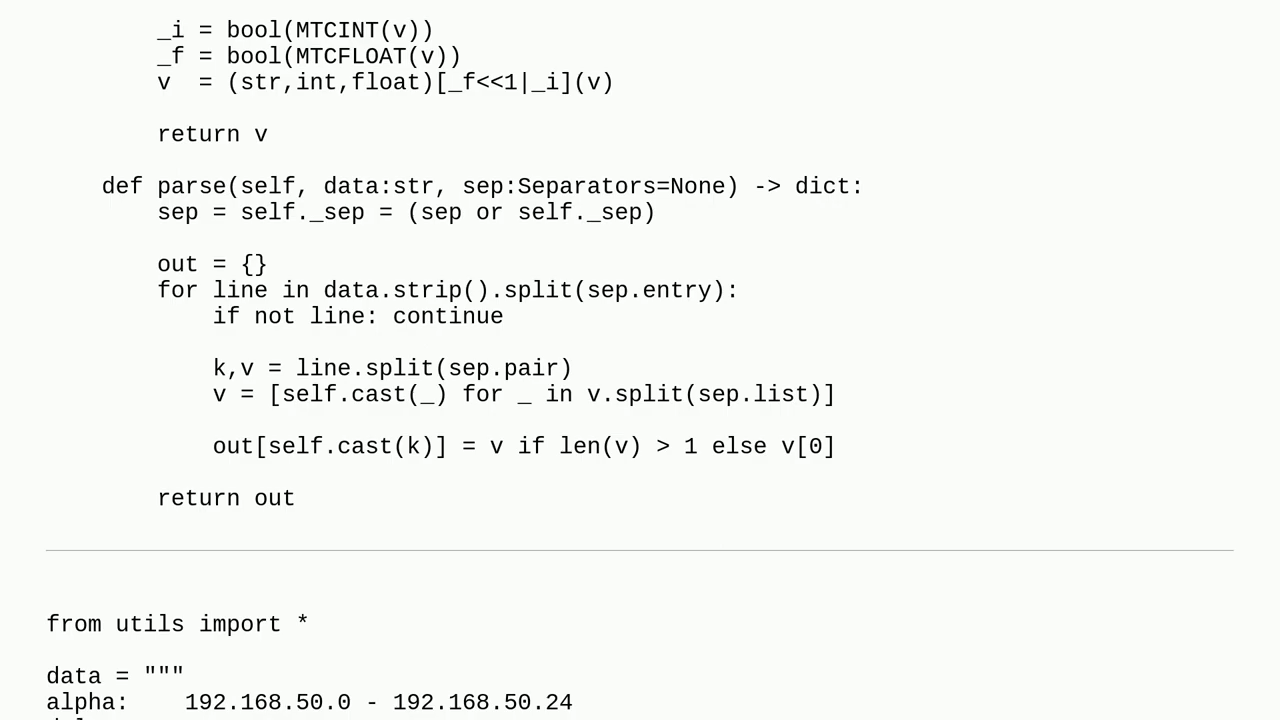 _i = bool(MTCINT(v))
_f = bool(MTCFLOAT(v))
v  = (str,int,float)[_f<<1|_i](v)
return v
def parse(self, data:str, sep:Separators=None) -> dict:
sep = self._sep = (sep or self._sep)
out = {}
for line in data.strip().split(sep.entry):
if not line: continue
k,v = line.split(sep.pair)
v = [self.cast(_) for _ in v.split(sep.list)]
out[self.cast(k)] = v if len(v) > 1 else v[0]
return out
from utils import *
data = """
alpha:    192.168.50.0 - 192.168.50.24